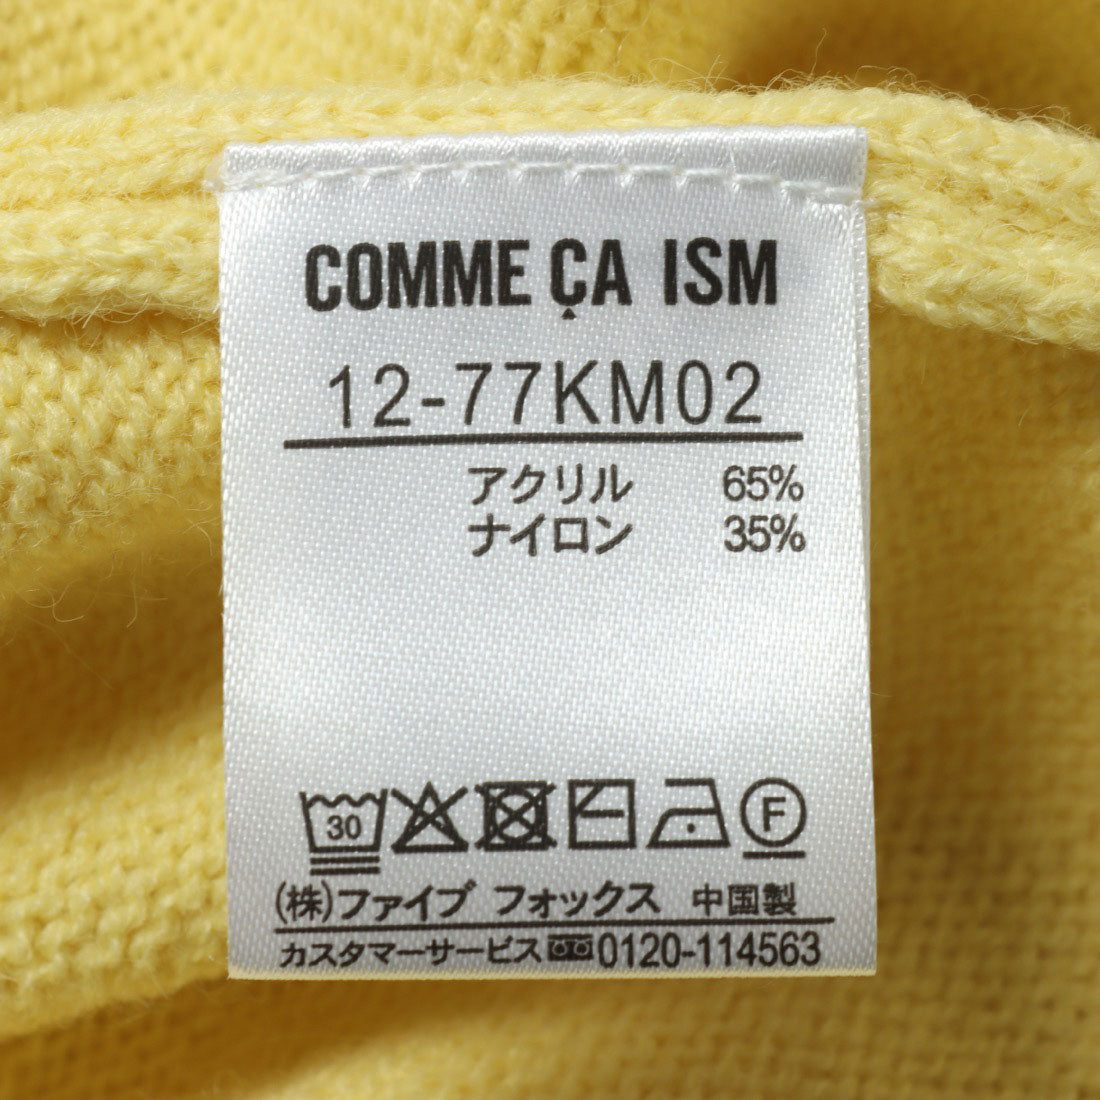 COMME ÇA ISM
12-77KM02
アクリル 65%
ナイロン 35%
30 F
(株)ファイブ フォックス 中国製
カスタマーサービス 0120-114563